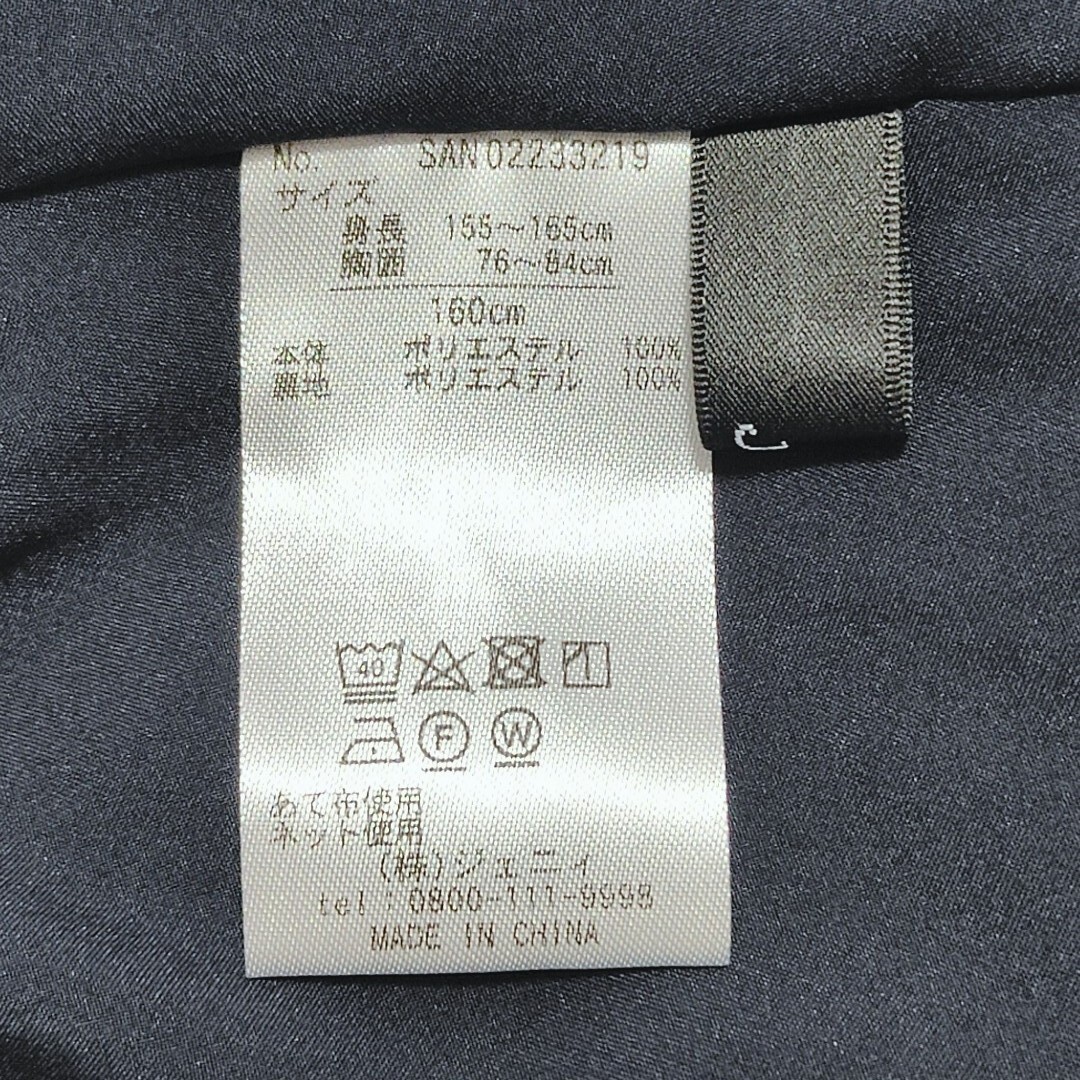 No. SAN02233219
サイズ
身長 155〜165cm
胸囲 76〜84cm
160cm
本体 ポリエステル 100%
裏地 ポリエステル 100%
40
F W
あて布使用
ネット使用
(株)ジェニィ
tel:0800-111-9998
MADE IN CHINA